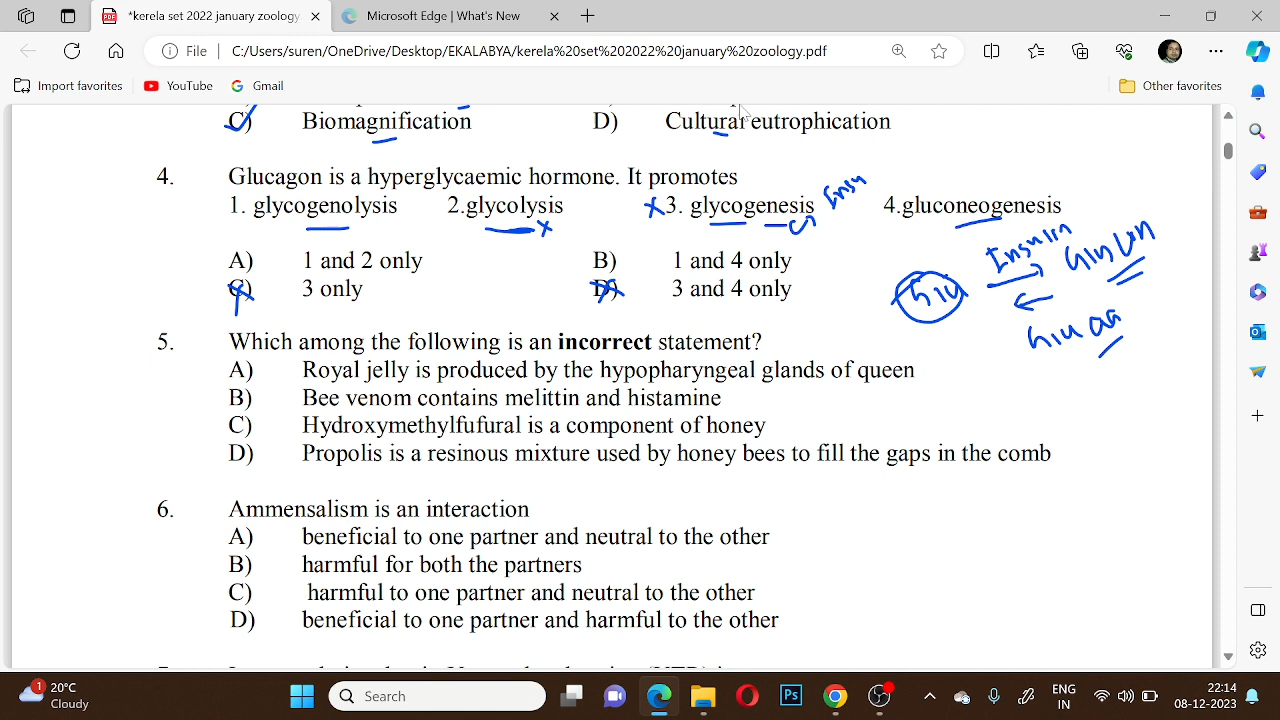 *kerela set 2022 january zoology
Microsoft Edge | What's New
File C:/Users/suren/OneDrive/Desktop/EKALABYA/kerela%20set%202022%20january%20zoology.pdf
Import favorites YouTube Gmail Other favorites
C) Biomagnification D) Cultural eutrophication
4. Glucagon is a hyperglycaemic hormone. It promotes
1. glycogenolysis 2.glycolysis 3. glycogenesis 4.gluconeogenesis
Insu
Insulin
A) 1 and 2 only B) 1 and 4 only
C) 3 only D) 3 and 4 only
5. Which among the following is an incorrect statement?
A) Royal jelly is produced by the hypopharyngeal glands of queen
B) Bee venom contains melittin and histamine
C) Hydroxymethylfufural is a component of honey
D) Propolis is a resinous mixture used by honey bees to fill the gaps in the comb
6. Ammensalism is an interaction
A) beneficial to one partner and neutral to the other
B) harmful for both the partners
C) harmful to one partner and neutral to the other
D) beneficial to one partner and harmful to the other
1 20°C
Cloudy
Search
Ps
ENG
IN
22:14
08-12-2023